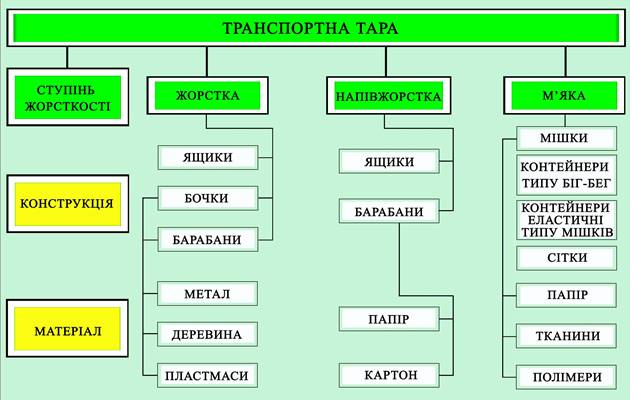 ТРАНСПОРТНА ТАРА
СТУПІНЬ
ЖОРСТКОСТІ
ЖОРСТКА
НАПІВЖОРСТКА
М’ЯКА
КОНСТРУКЦІЯ
МАТЕРІАЛ
ЯЩИКИ
БОЧКИ
БАРАБАНИ
МЕТАЛ
ДЕРЕВИНА
ПЛАСТМАСИ
ЯЩИКИ
БАРАБАНИ
ПАПІР
КАРТОН
МІШКИ
КОНТЕЙНЕРИ
ТИПУ БІГ-БЕГ
КОНТЕЙНЕРИ
ЕЛАСТИЧНІ
ТИПУ МІШКІВ
СІТКИ
ПАПІР
ТКАНИНИ
ПОЛІМЕРИ